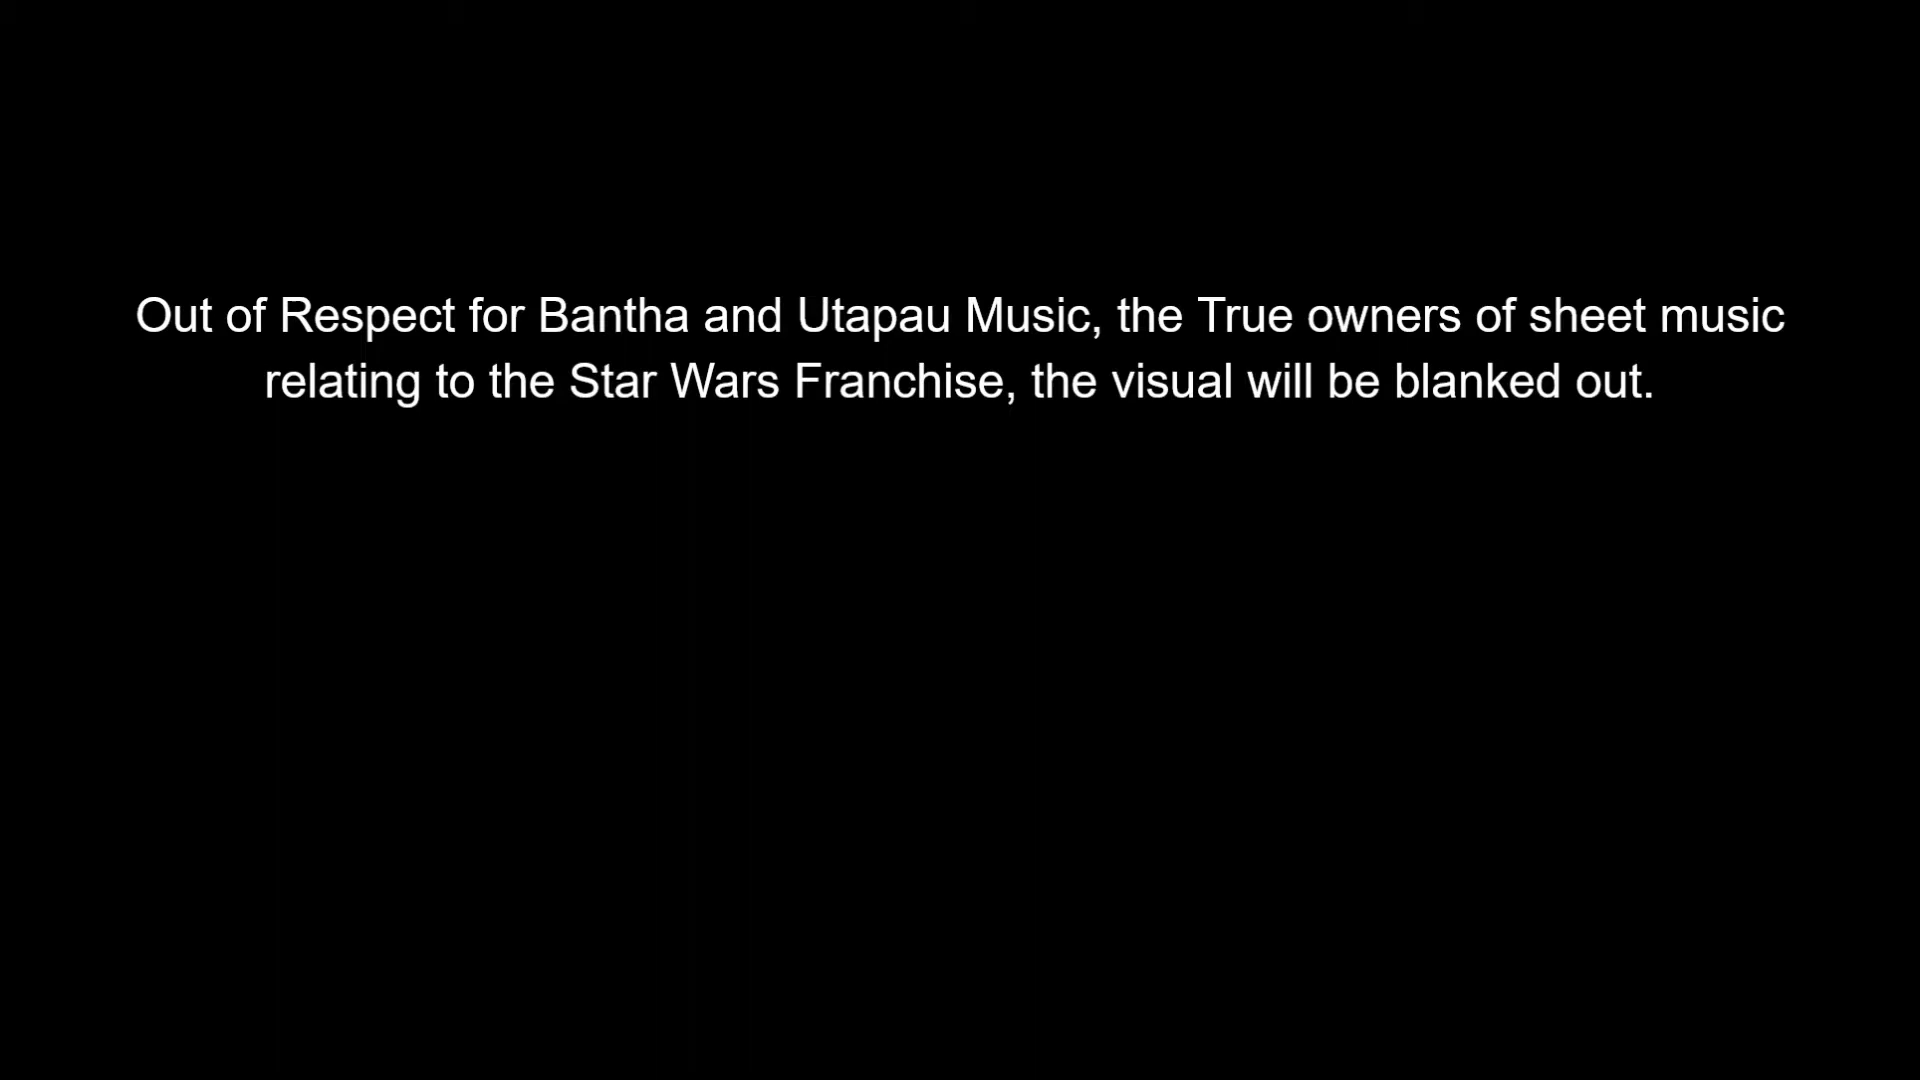 Out of Respect for Bantha and Utapau Music, the True owners of sheet music
relating to the Star Wars Franchise, the visual will be blanked out.